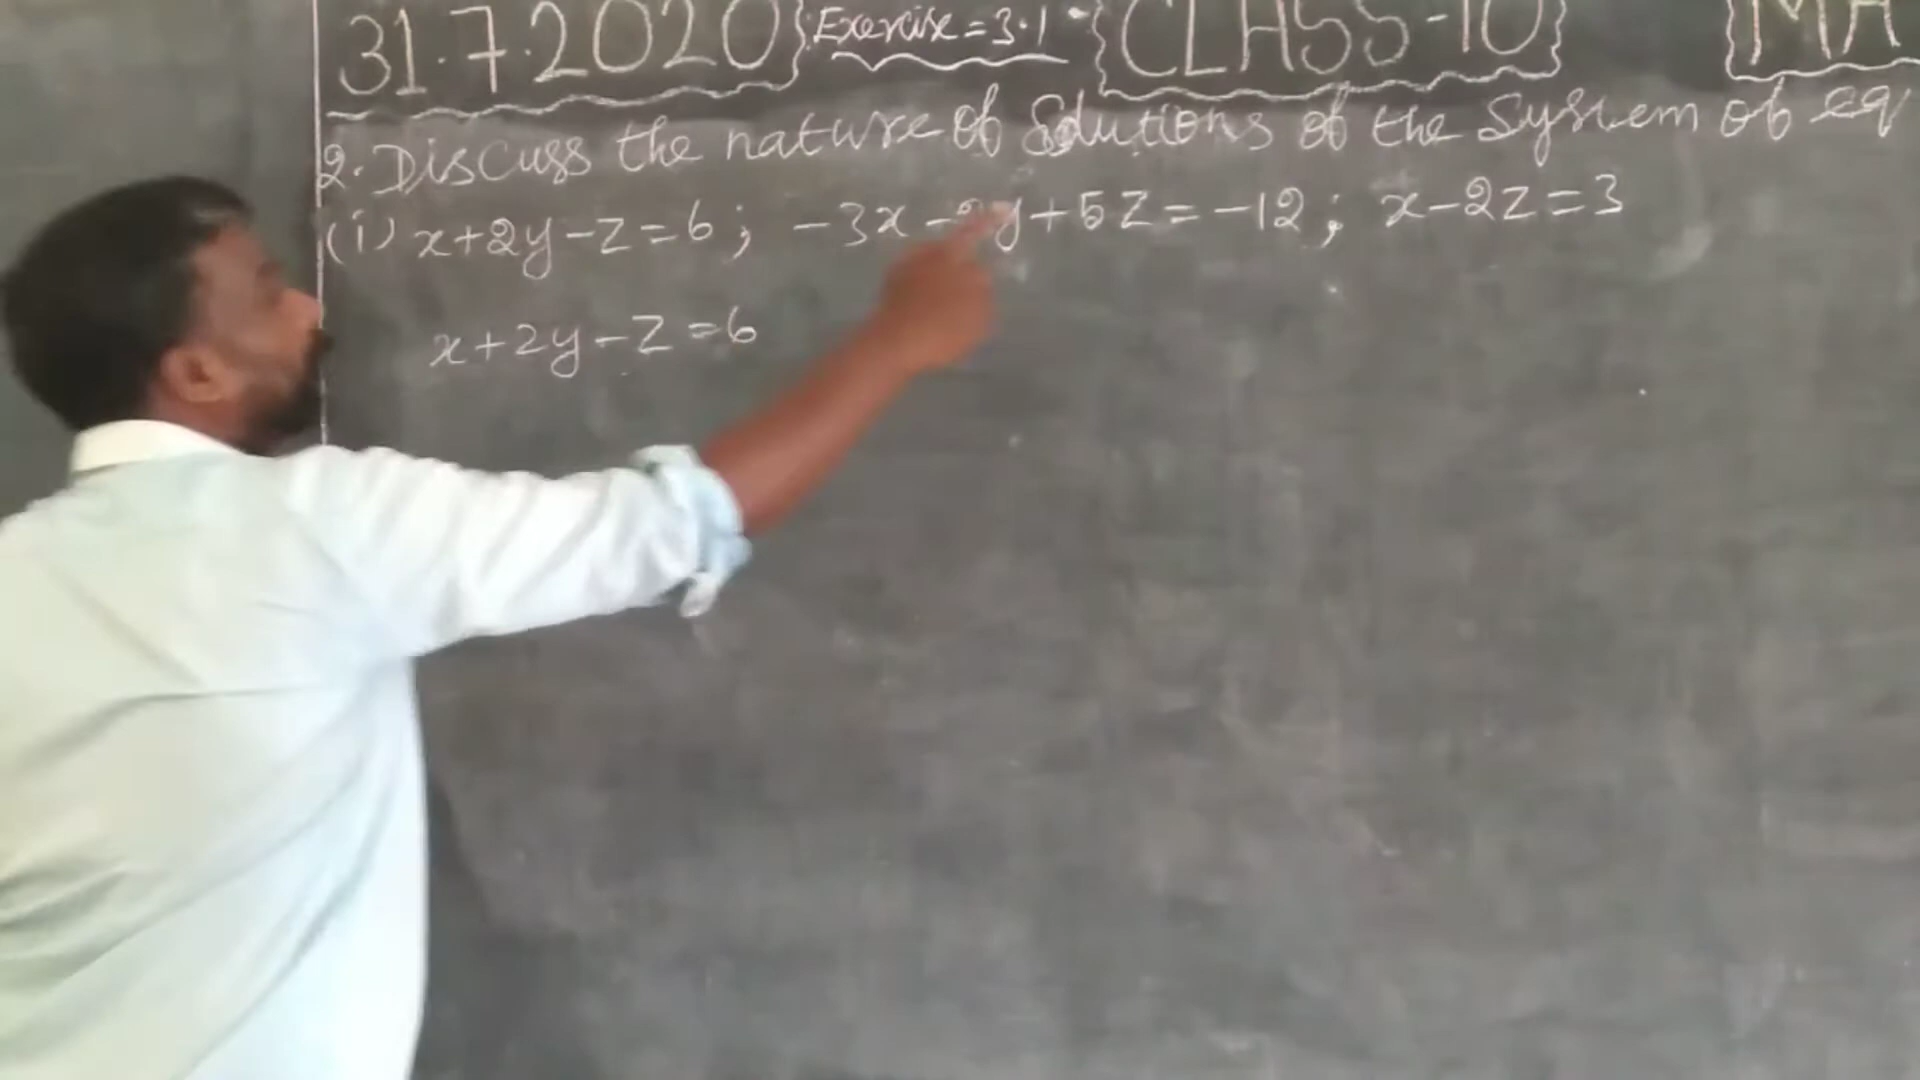 31.7.2020 Exercise = 3.1 CLASS-10 MA
2. Discuss the nature of Solutions of the System of eq
(i) x+2y-z=6; -3x-2y+5z=-12; x-2z=3
x+2y-z=6